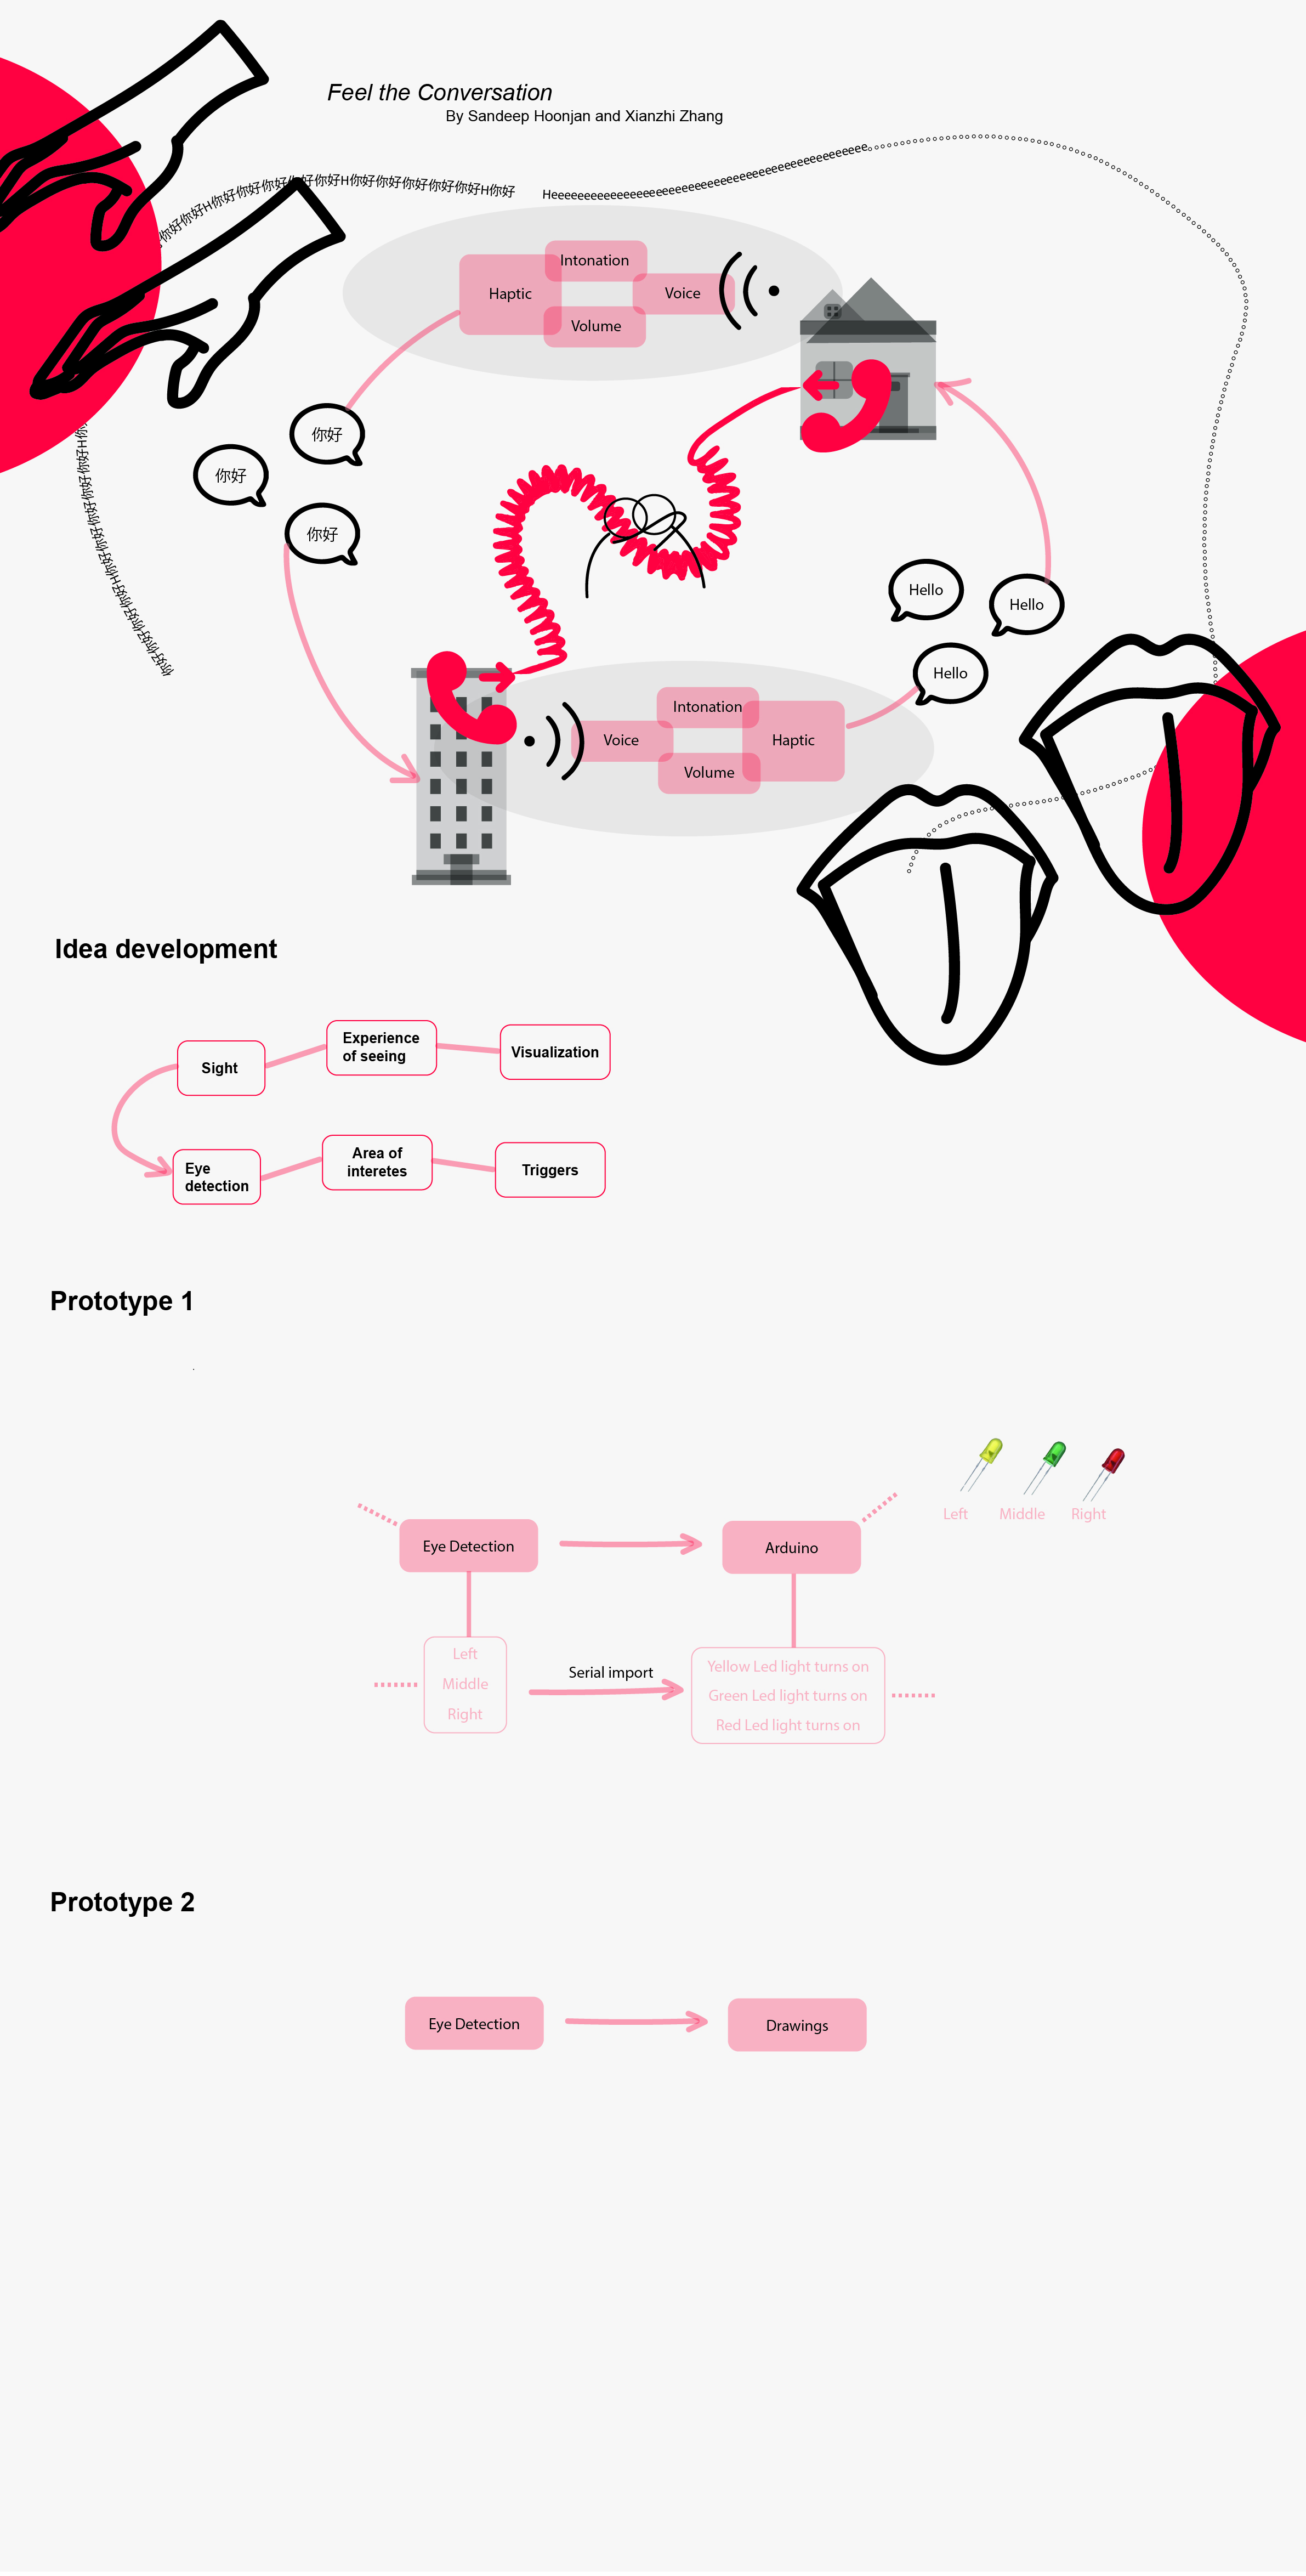 Feel the Conversation
By Sandeep Hoonjan and Xianzhi Zhang
你好你好你好H你好你好你好你好你好你好H你好你好你好你好你好你好H你好
Heeeeeeeeeeeeeeeeeeeeeeeeeeeeeeeeeeeeeeeeeeeeeeeeee
Intonation
Haptic
Voice
Volume
你好
你好
你好
Hello
Hello
Hello
Intonation
Voice
Haptic
Volume
Idea development
Experience
of seeing
Visualization
Sight
Area of
interetes
Eye
detection
Triggers
Prototype 1
Left
Middle
Right
Eye Detection
Arduino
Left
Middle
Right
Serial import
Yellow Led light turns on
Green Led light turns on
Red Led light turns on
Prototype 2
Eye Detection
Drawings